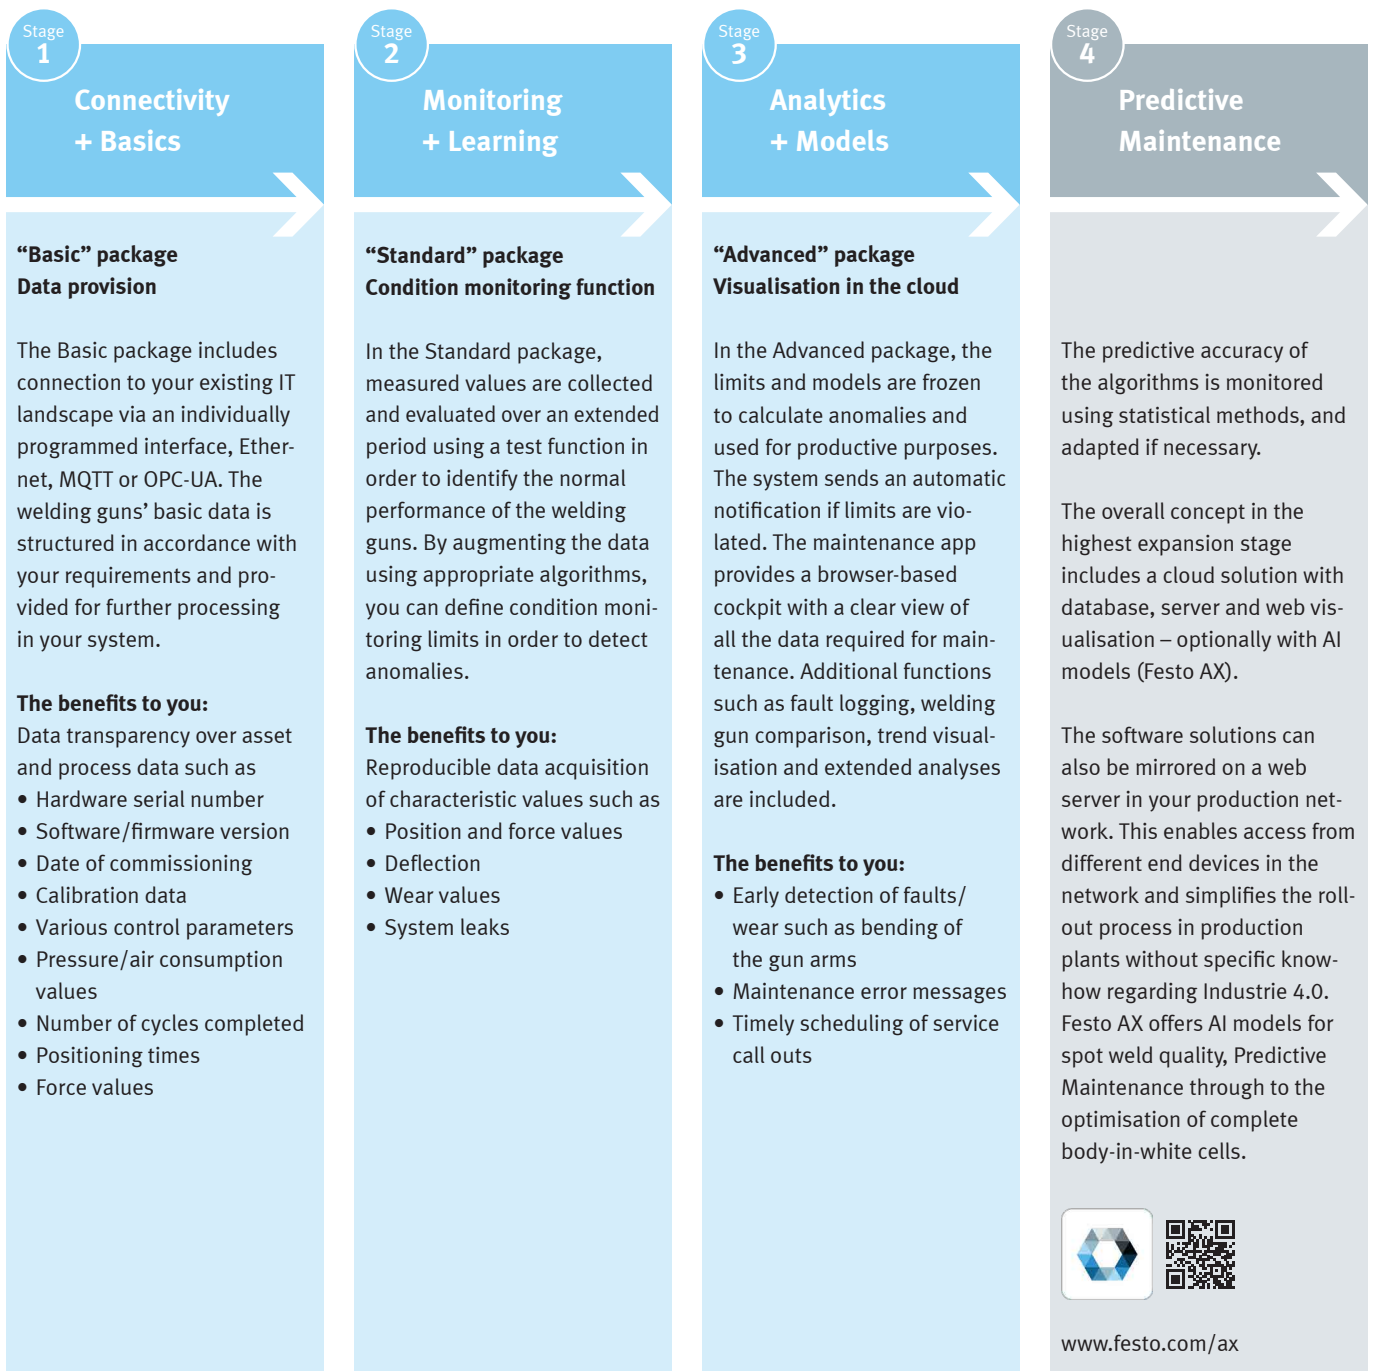 Stage
1
Connectivity
+ Basics
“Basic” package
Data provision
The Basic package includes
connection to your existing IT
landscape via an individually
programmed interface, Ether-
net, MQTT or OPC-UA. The
welding guns’ basic data is
structured in accordance with
your requirements and pro-
vided for further processing
in your system.
The benefits to you:
Data transparency over asset
and process data such as
• Hardware serial number
• Software/firmware version
• Date of commissioning
• Calibration data
• Various control parameters
• Pressure/air consumption
values
• Number of cycles completed
• Positioning times
• Force values
Stage
2
Monitoring
+ Learning
“Standard” package
Condition monitoring function
In the Standard package,
measured values are collected
and evaluated over an extended
period using a test function in
order to identify the normal
performance of the welding
guns. By augmenting the data
using appropriate algorithms,
you can define condition moni-
toring limits in order to detect
anomalies.
The benefits to you:
Reproducible data acquisition
of characteristic values such as
• Position and force values
• Deflection
• Wear values
• System leaks
Stage
3
Analytics
+ Models
“Advanced” package
Visualisation in the cloud
In the Advanced package, the
limits and models are frozen
to calculate anomalies and
used for productive purposes.
The system sends an automatic
notification if limits are vio-
lated. The maintenance app
provides a browser-based
cockpit with a clear view of
all the data required for main-
tenance. Additional functions
such as fault logging, welding
gun comparison, trend visual-
isation and extended analyses
are included.
The benefits to you:
• Early detection of faults/
wear such as bending of
the gun arms
• Maintenance error messages
• Timely scheduling of service
call outs
Stage
4
Predictive
Maintenance
The predictive accuracy of
the algorithms is monitored
using statistical methods, and
adapted if necessary.
The overall concept in the
highest expansion stage
includes a cloud solution with
database, server and web vis-
ualisation – optionally with AI
models (Festo AX).
The software solutions can
also be mirrored on a web
server in your production net-
work. This enables access from
different end devices in the
network and simplifies the roll-
out process in production
plants without specific know-
how regarding Industrie 4.0.
Festo AX offers AI models for
spot weld quality, Predictive
Maintenance through to the
optimisation of complete
body-in-white cells.
www.festo.com/ax